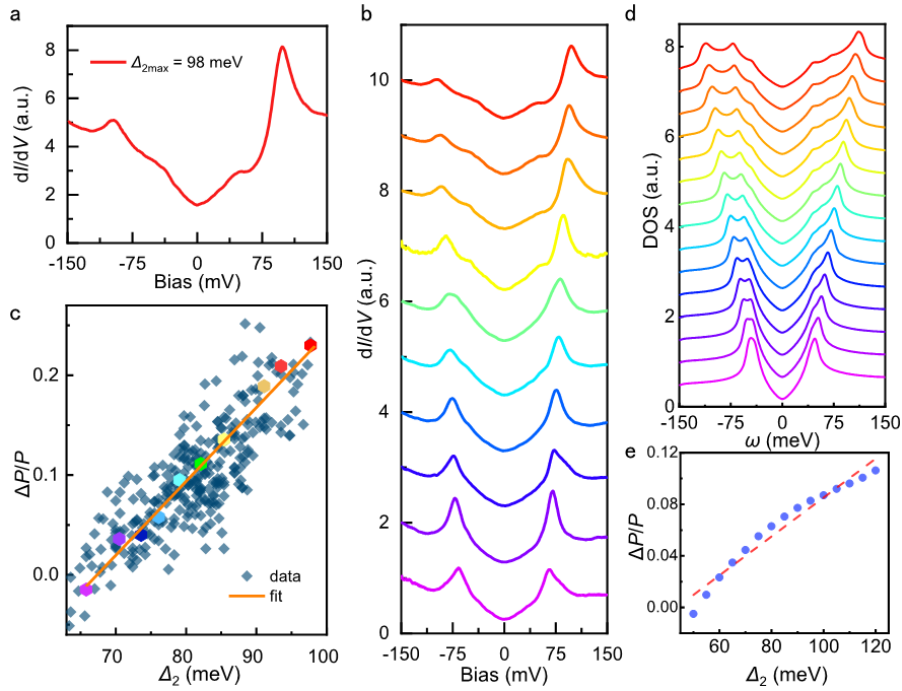 a
8
6
4
2
0
dI/dV (a.u.)
Δ2max = 98 meV
-150 -75 0 75 150
Bias (mV)
b
10
8
6
4
2
0
dI/dV (a.u.)
-150 -75 0 75 150
Bias (mV)
c
0.2
0.1
0.0
ΔP/P
data
fit
70 80 90 100
Δ2 (meV)
d
8
6
4
2
0
DOS (a.u.)
-150 -75 0 75 150
ω (meV)
e
0.12
0.08
0.04
0.00
ΔP/P
60 80 100 120
Δ2 (meV)